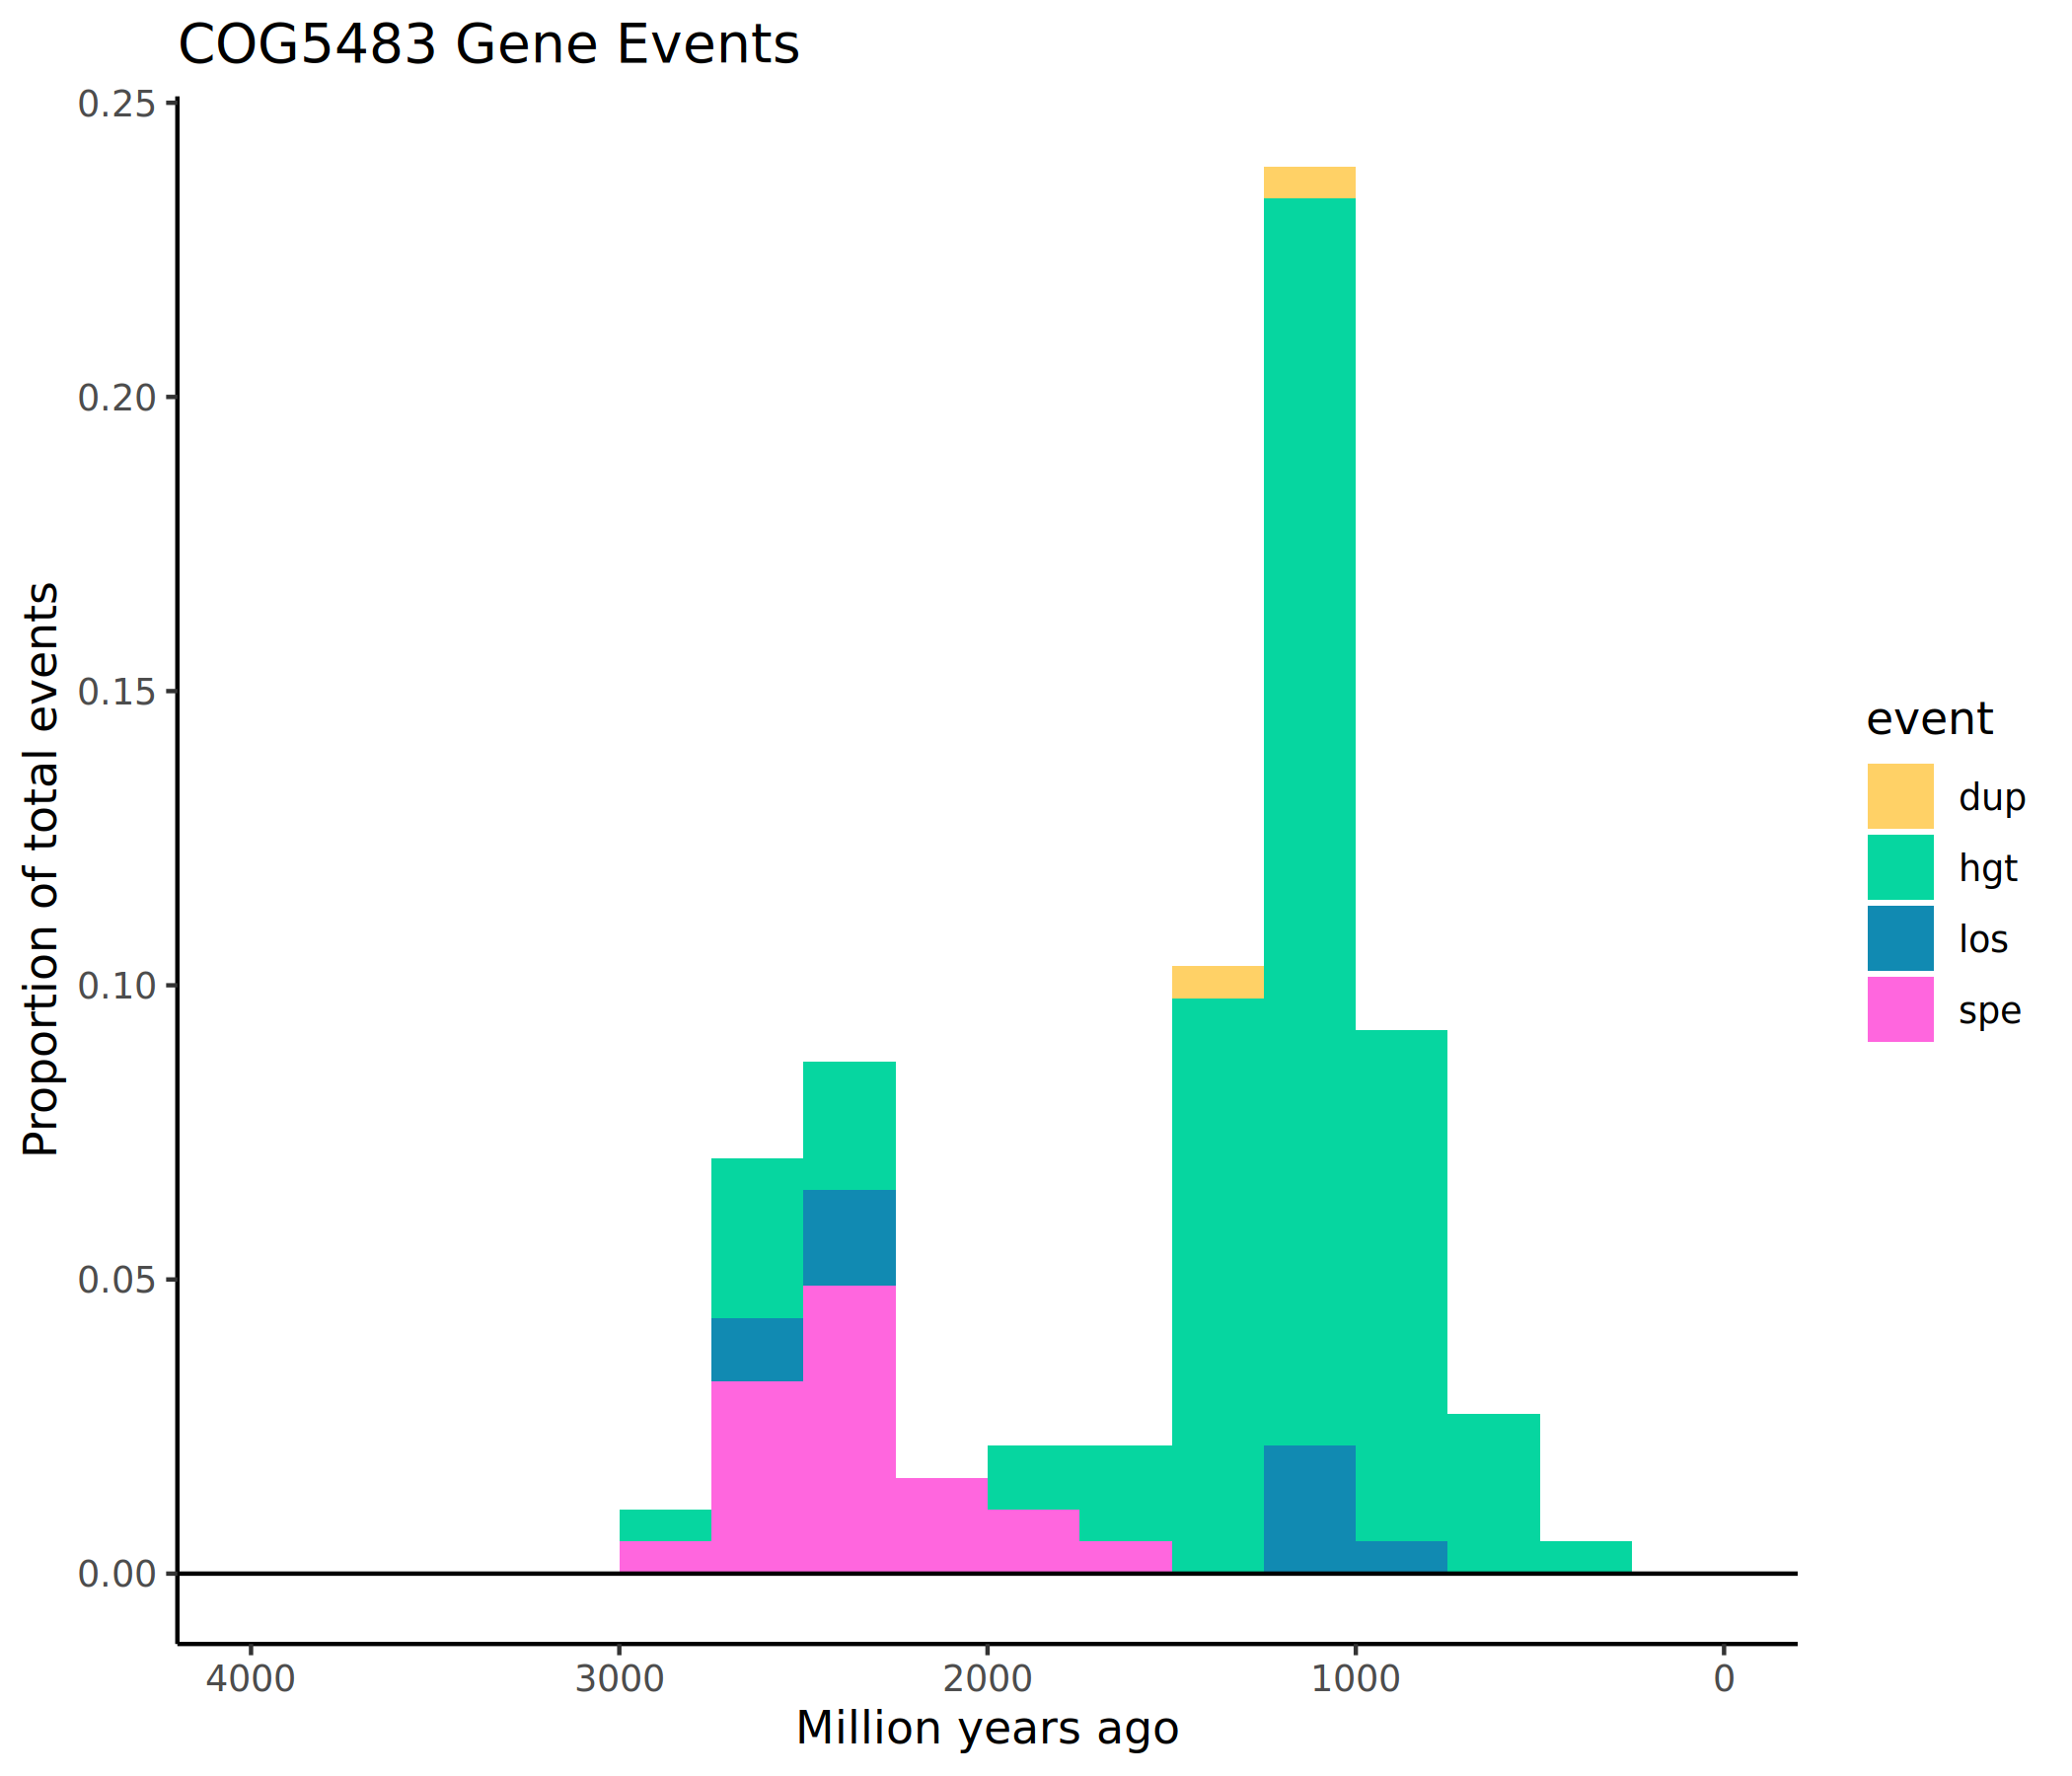 COG5483 Gene Events
Proportion of total events
0.25
0.20
0.15
0.10
0.05
0.00
4000 3000 2000 1000 0
Million years ago
event
dup
hgt
los
spe